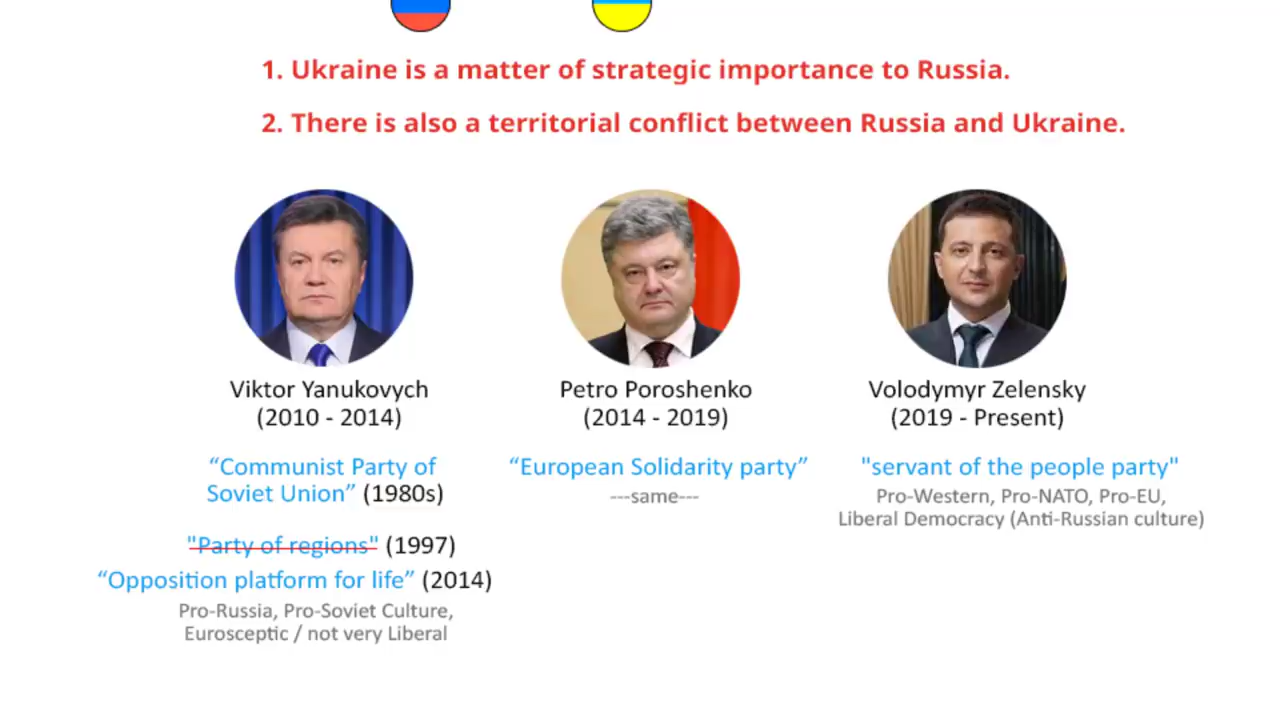 1. Ukraine is a matter of strategic importance to Russia.
2. There is also a territorial conflict between Russia and Ukraine.
Viktor Yanukovych
(2010 - 2014)
“Communist Party of
Soviet Union” (1980s)
"Party of regions" (1997)
“Opposition platform for life” (2014)
Pro-Russia, Pro-Soviet Culture,
Eurosceptic / not very Liberal
Petro Poroshenko
(2014 - 2019)
“European Solidarity party”
---same---
Volodymyr Zelensky
(2019 - Present)
"servant of the people party"
Pro-Western, Pro-NATO, Pro-EU,
Liberal Democracy (Anti-Russian culture)